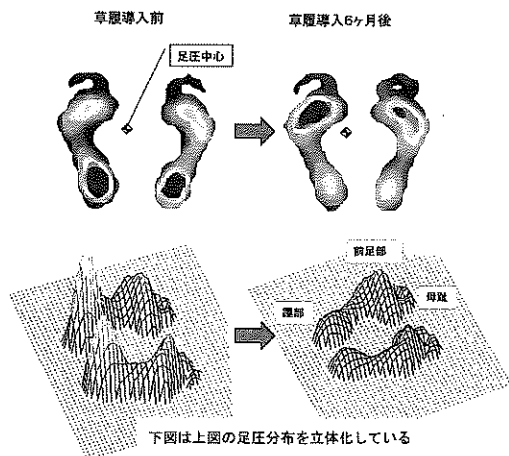 草履導入前
草履導入6ヶ月後
足圧中心
前足部
母趾
踵部
下図は上図の足圧分布を立体化している